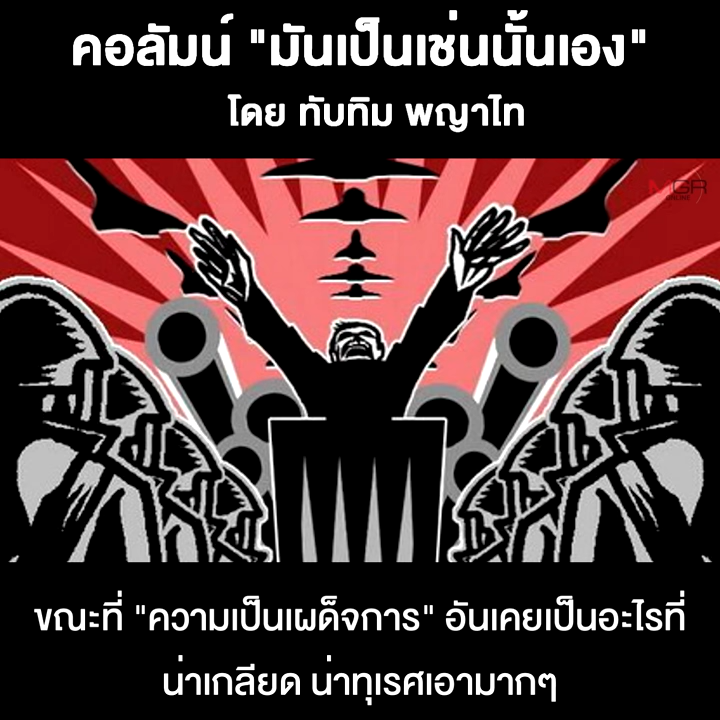 คอลัมน์ "มันเป็นเช่นนั้นเอง"
โดย ทับทิม พญาไท
MGR
ONLINE
ขณะที่ "ความเป็นเผด็จการ" อันเคยเป็นอะไรที่
น่าเกลียด น่าทุเรศเอามากๆ